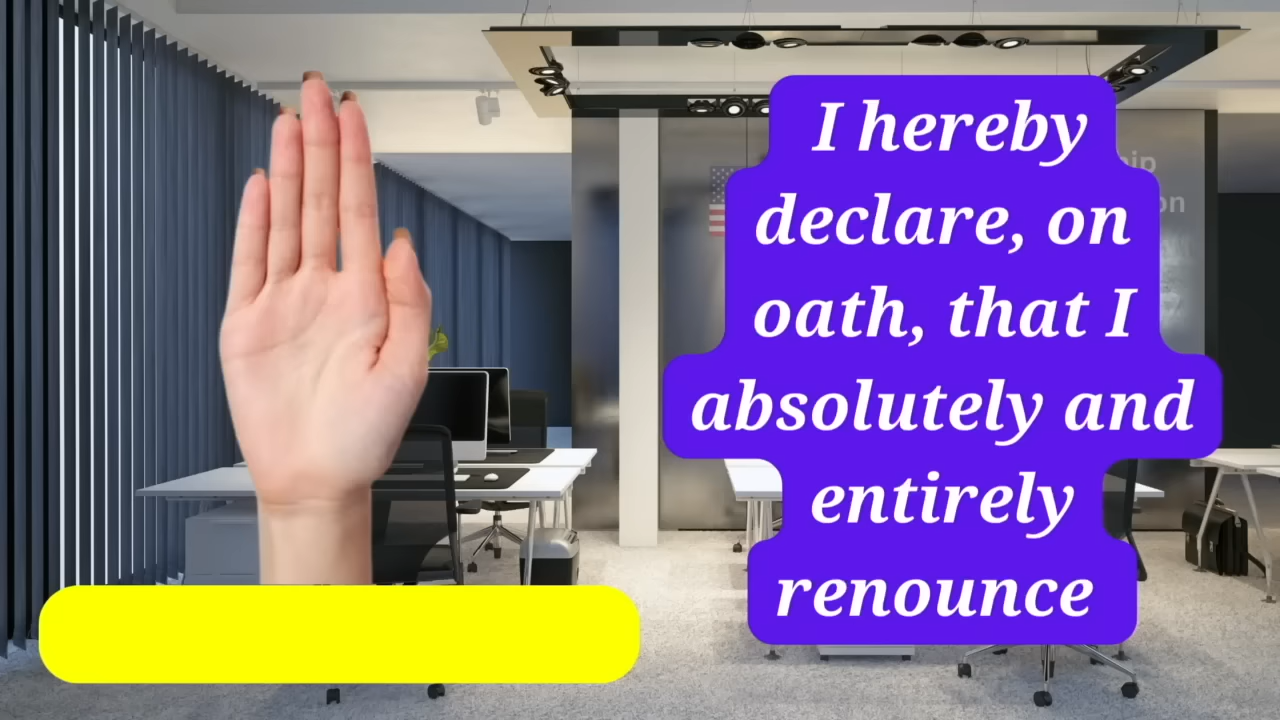 I hereby
declare, on
oath, that I
absolutely and
entirely
renounce